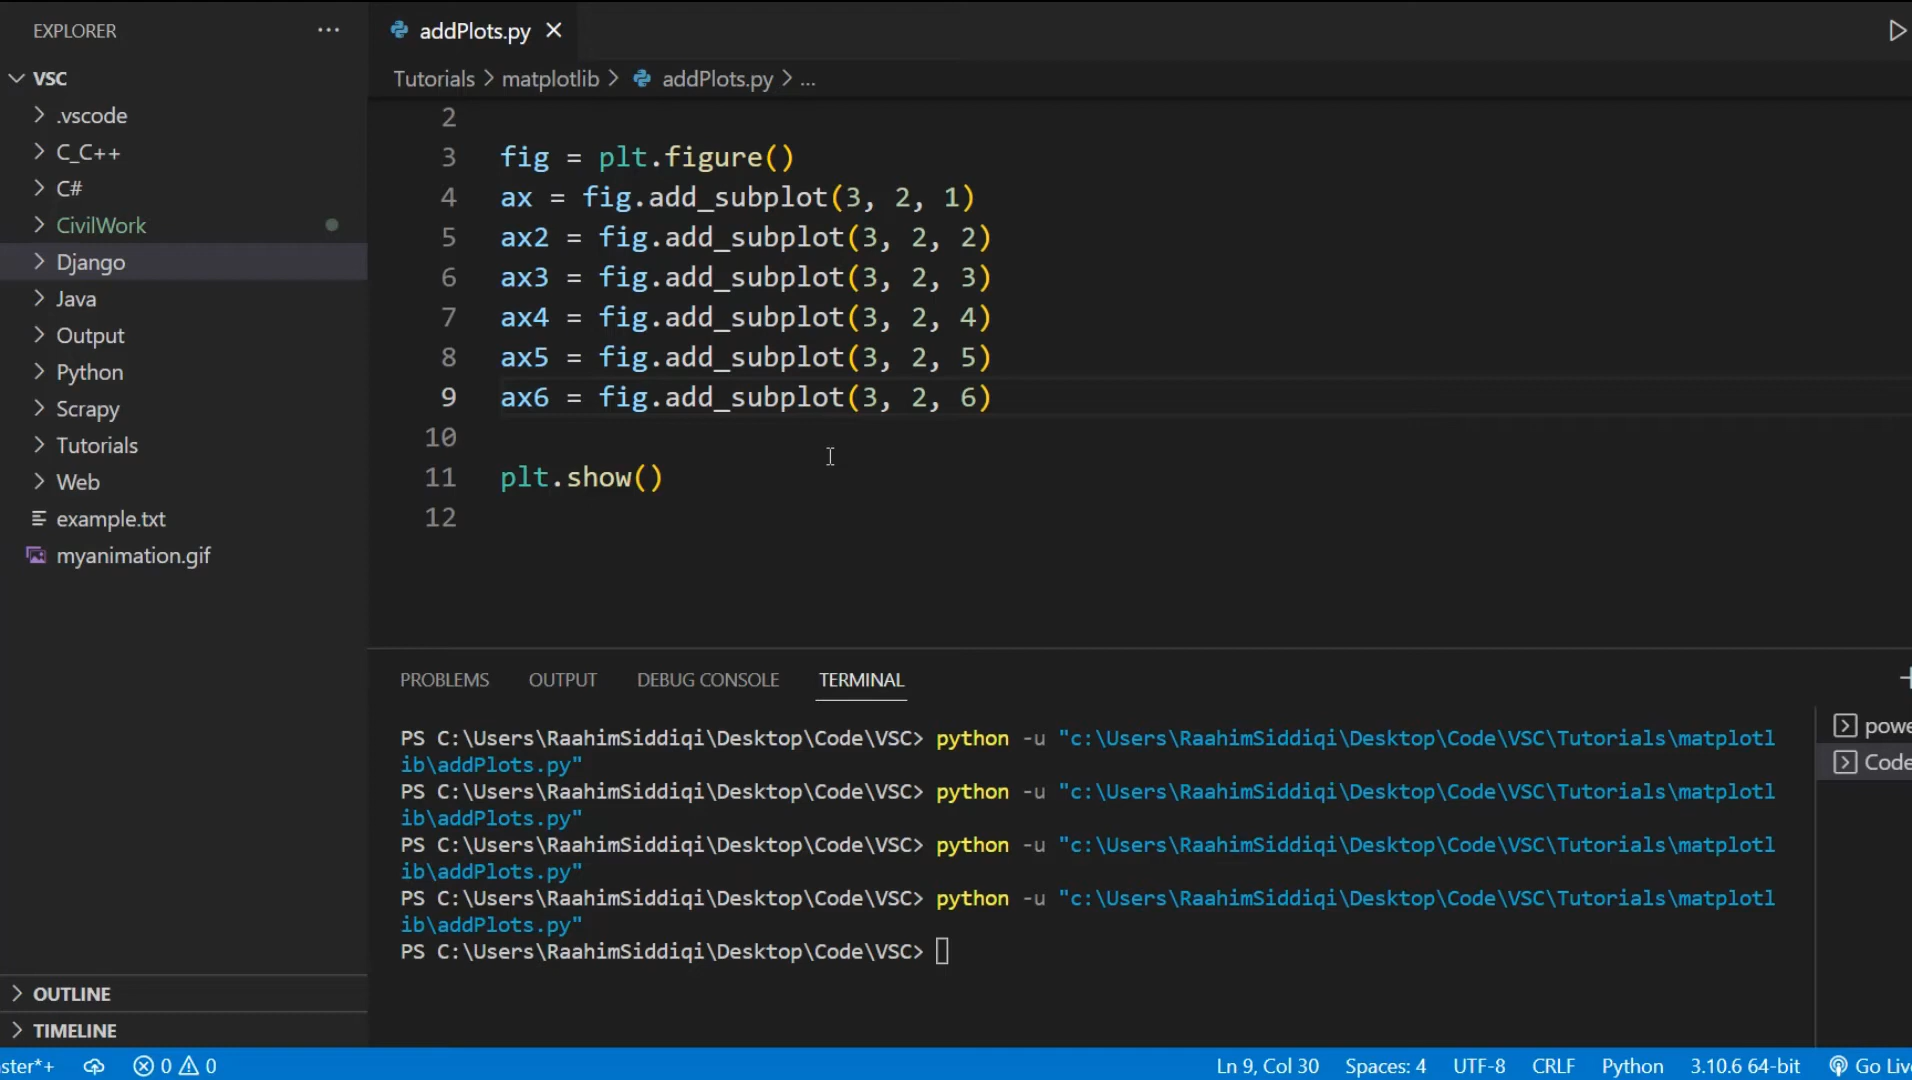 EXPLORER
···
VSC
.vscode
C_C++
C#
CivilWork
Django
Java
Output
Python
Scrapy
Tutorials
Web
example.txt
myanimation.gif
OUTLINE
TIMELINE
addPlots.py
Tutorials > matplotlib > addPlots.py > ...
2
3 fig = plt.figure()
4 ax = fig.add_subplot(3, 2, 1)
5 ax2 = fig.add_subplot(3, 2, 2)
6 ax3 = fig.add_subplot(3, 2, 3)
7 ax4 = fig.add_subplot(3, 2, 4)
8 ax5 = fig.add_subplot(3, 2, 5)
9 ax6 = fig.add_subplot(3, 2, 6)
10
11 plt.show()
12
PROBLEMS OUTPUT DEBUG CONSOLE TERMINAL
PS C:\Users\RaahimSiddiqi\Desktop\Code\VSC> python -u "c:\Users\RaahimSiddiqi\Desktop\Code\VSC\Tutorials\matplotl
ib\addPlots.py"
PS C:\Users\RaahimSiddiqi\Desktop\Code\VSC> python -u "c:\Users\RaahimSiddiqi\Desktop\Code\VSC\Tutorials\matplotl
ib\addPlots.py"
PS C:\Users\RaahimSiddiqi\Desktop\Code\VSC> python -u "c:\Users\RaahimSiddiqi\Desktop\Code\VSC\Tutorials\matplotl
ib\addPlots.py"
PS C:\Users\RaahimSiddiqi\Desktop\Code\VSC> python -u "c:\Users\RaahimSiddiqi\Desktop\Code\VSC\Tutorials\matplotl
ib\addPlots.py"
PS C:\Users\RaahimSiddiqi\Desktop\Code\VSC>
powe
Code
ster*+ 0 0 Ln 9, Col 30 Spaces: 4 UTF-8 CRLF Python 3.10.6 64-bit Go Liv